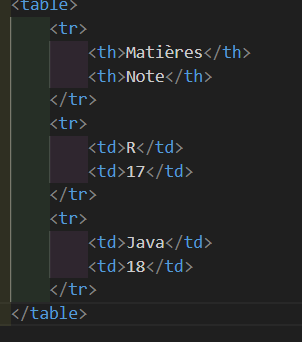 <table>
<tr>
<th>Matières</th>
<th>Note</th>
</tr>
<tr>
<td>R</td>
<td>17</td>
</tr>
<tr>
<td>Java</td>
<td>18</td>
</tr>
</table>